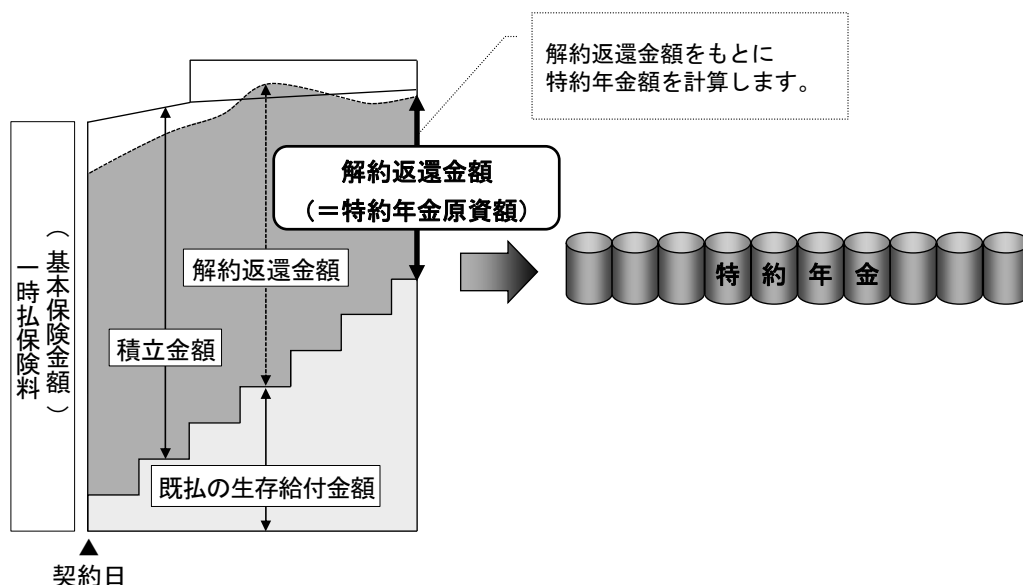 解約返還金額をもとに
特約年金額を計算します。
解約返還金額
（＝特約年金原資額）
一時払保険料
（基本保険金額）
解約返還金額
積立金額
特約年金
既払の生存給付金額
▲
契約日